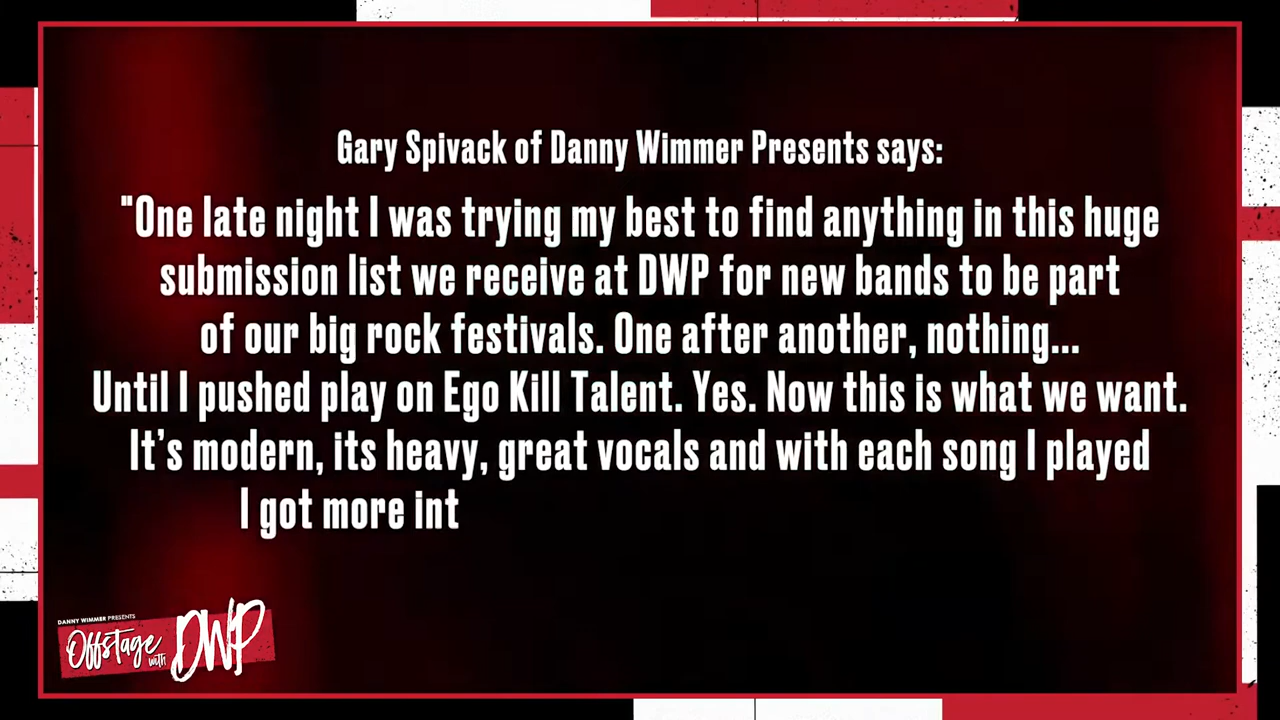 Gary Spivack of Danny Wimmer Presents says:
"One late night I was trying my best to find anything in this huge
submission list we receive at DWP for new bands to be part
of our big rock festivals. One after another, nothing...
Until I pushed play on Ego Kill Talent. Yes. Now this is what we want.
It's modern, its heavy, great vocals and with each song I played
I got more int
DANNY WIMMER PRESENTS
Offstage with DWP